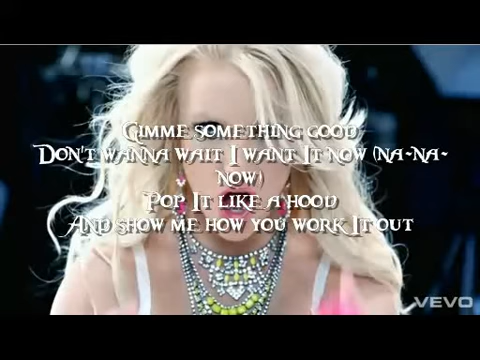 Gimme something good
Don't wanna wait I want it now (na-na-
now)
Pop it like a hood
And show me how you work it out
vevo